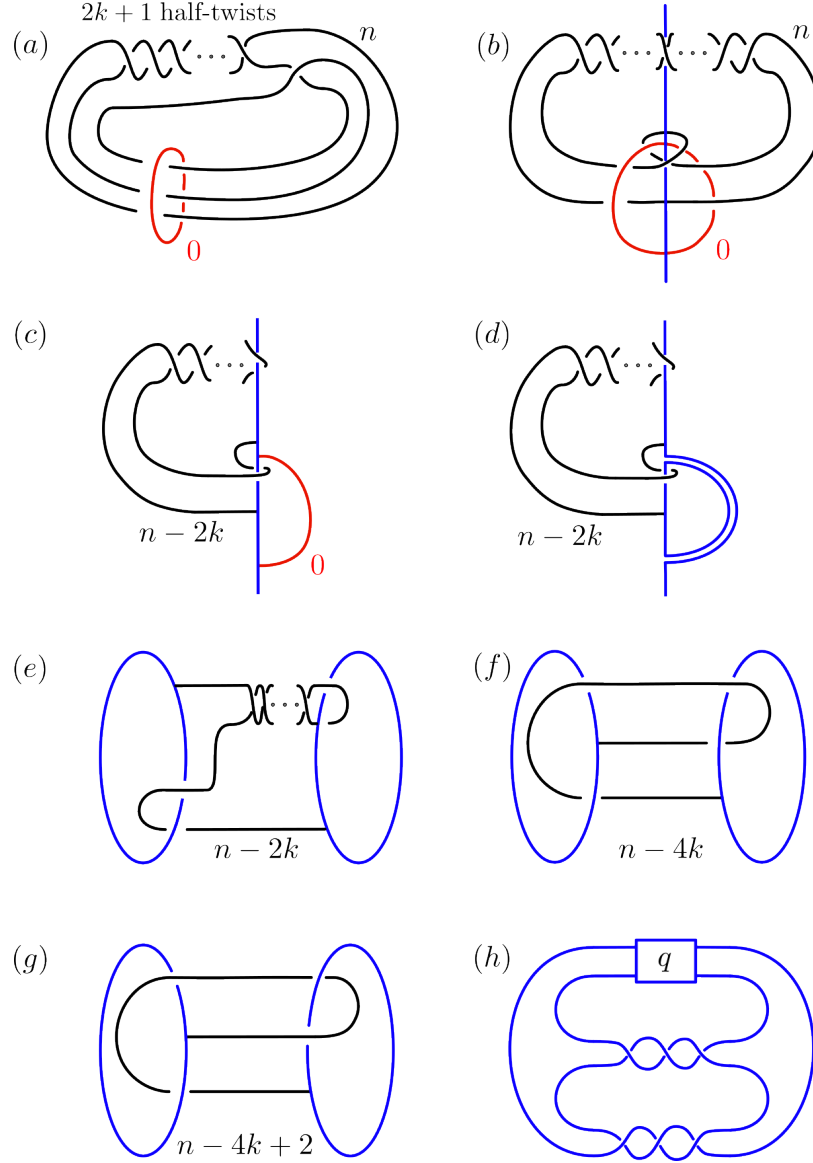 2k + 1 half-twists
(a)
n
0
(b)
n
0
(c)
n − 2k
0
(d)
n − 2k
(e)
n − 2k
(f)
n − 4k
(g)
n − 4k + 2
(h)
q